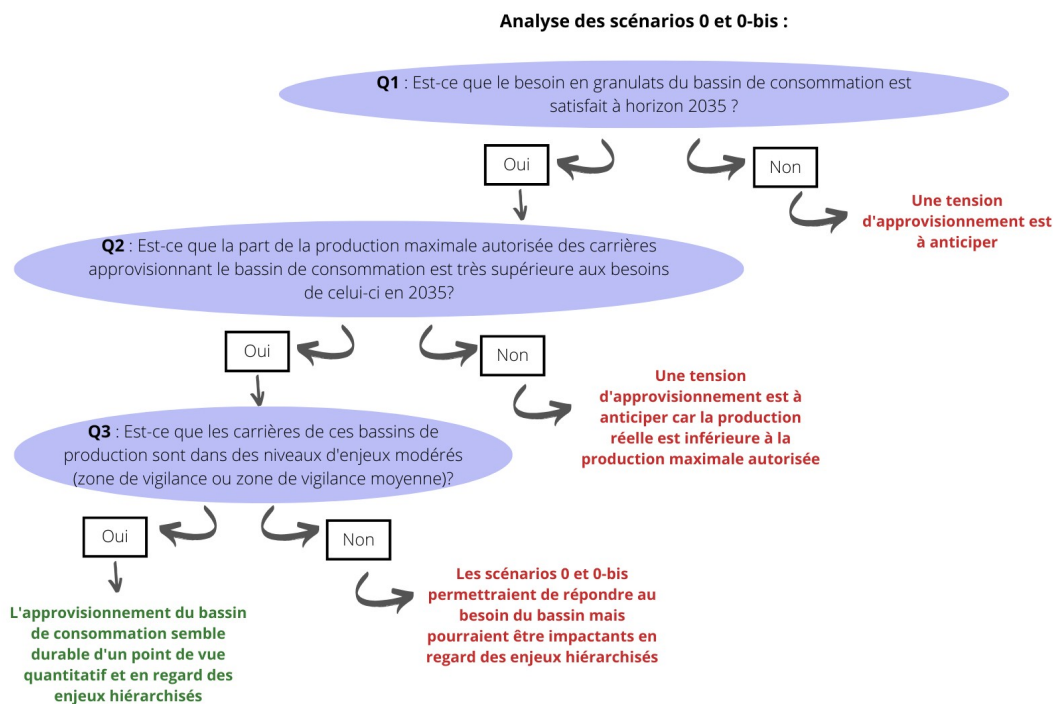 Analyse des scénarios 0 et 0-bis :
Q1 : Est-ce que le besoin en granulats du bassin de consommation est
satisfait à horizon 2035 ?
Oui
Non
Une tension
d'approvisionnement est
à anticiper
Q2 : Est-ce que la part de la production maximale autorisée des carrières
approvisionnant le bassin de consommation est très supérieure aux besoins
de celui-ci en 2035?
Oui
Non
Une tension
d'approvisionnement est à
anticiper car la production
réelle est inférieure à la
production maximale autorisée
Q3 : Est-ce que les carrières de ces bassins de
production sont dans des niveaux d'enjeux modérés
(zone de vigilance ou zone de vigilance moyenne)?
Oui
Non
L'approvisionnement du bassin
de consommation semble
durable d'un point de vue
quantitatif et en regard des
enjeux hiérarchisés
Les scénarios 0 et 0-bis
permettraient de répondre au
besoin du bassin mais
pourraient être impactants en
regard des enjeux hiérarchisés